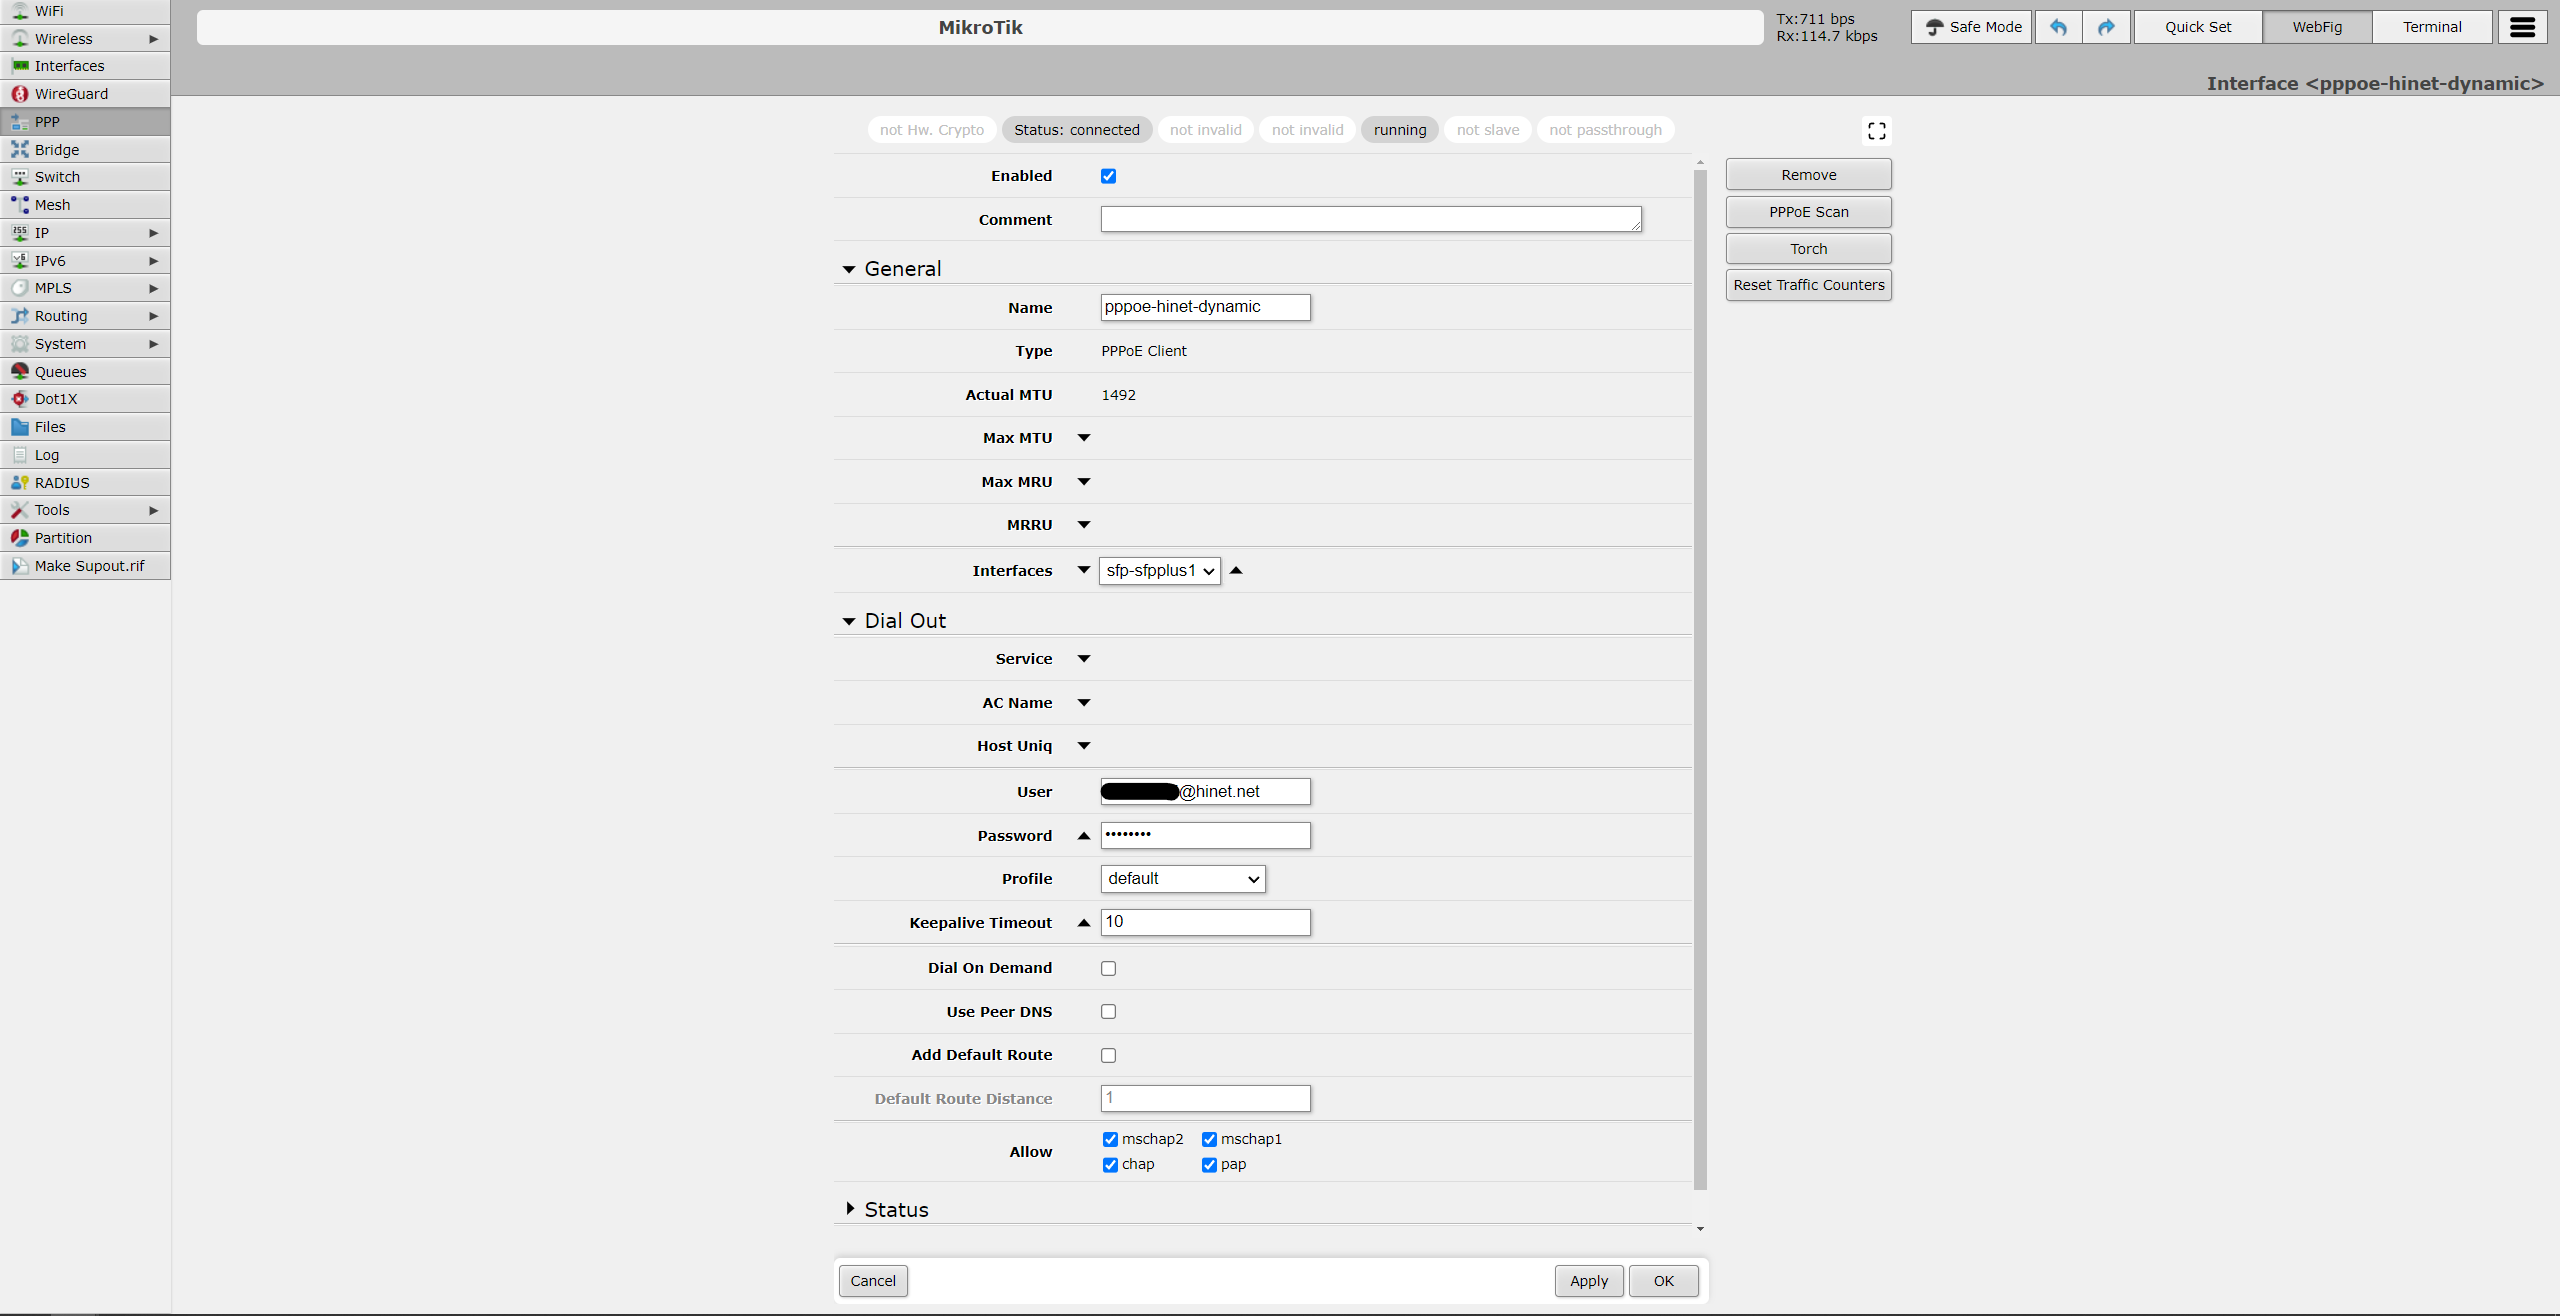 WiFi
Wireless
Interfaces
WireGuard
PPP
Bridge
Switch
Mesh
IP
IPv6
MPLS
Routing
System
Queues
Dot1X
Files
Log
RADIUS
Tools
Partition
Make Supout.rif
MikroTik
Tx:711 bps
Rx:114.7 kbps
Safe Mode
Quick Set
WebFig
Terminal
Interface <pppoe-hinet-dynamic>
not Hw. Crypto
Status: connected
not invalid
not invalid
running
not slave
not passthrough
Enabled
Comment
General
Name pppoe-hinet-dynamic
Type PPPoE Client
Actual MTU 1492
Max MTU
Max MRU
MRRU
Interfaces sfp-sfpplus1
Dial Out
Service
AC Name
Host Uniq
User @hinet.net
Password ••••••••
Profile default
Keepalive Timeout 10
Dial On Demand
Use Peer DNS
Add Default Route
Default Route Distance 1
Allow
mschap2 mschap1
chap pap
Status
Cancel
Apply
OK
Remove
PPPoE Scan
Torch
Reset Traffic Counters